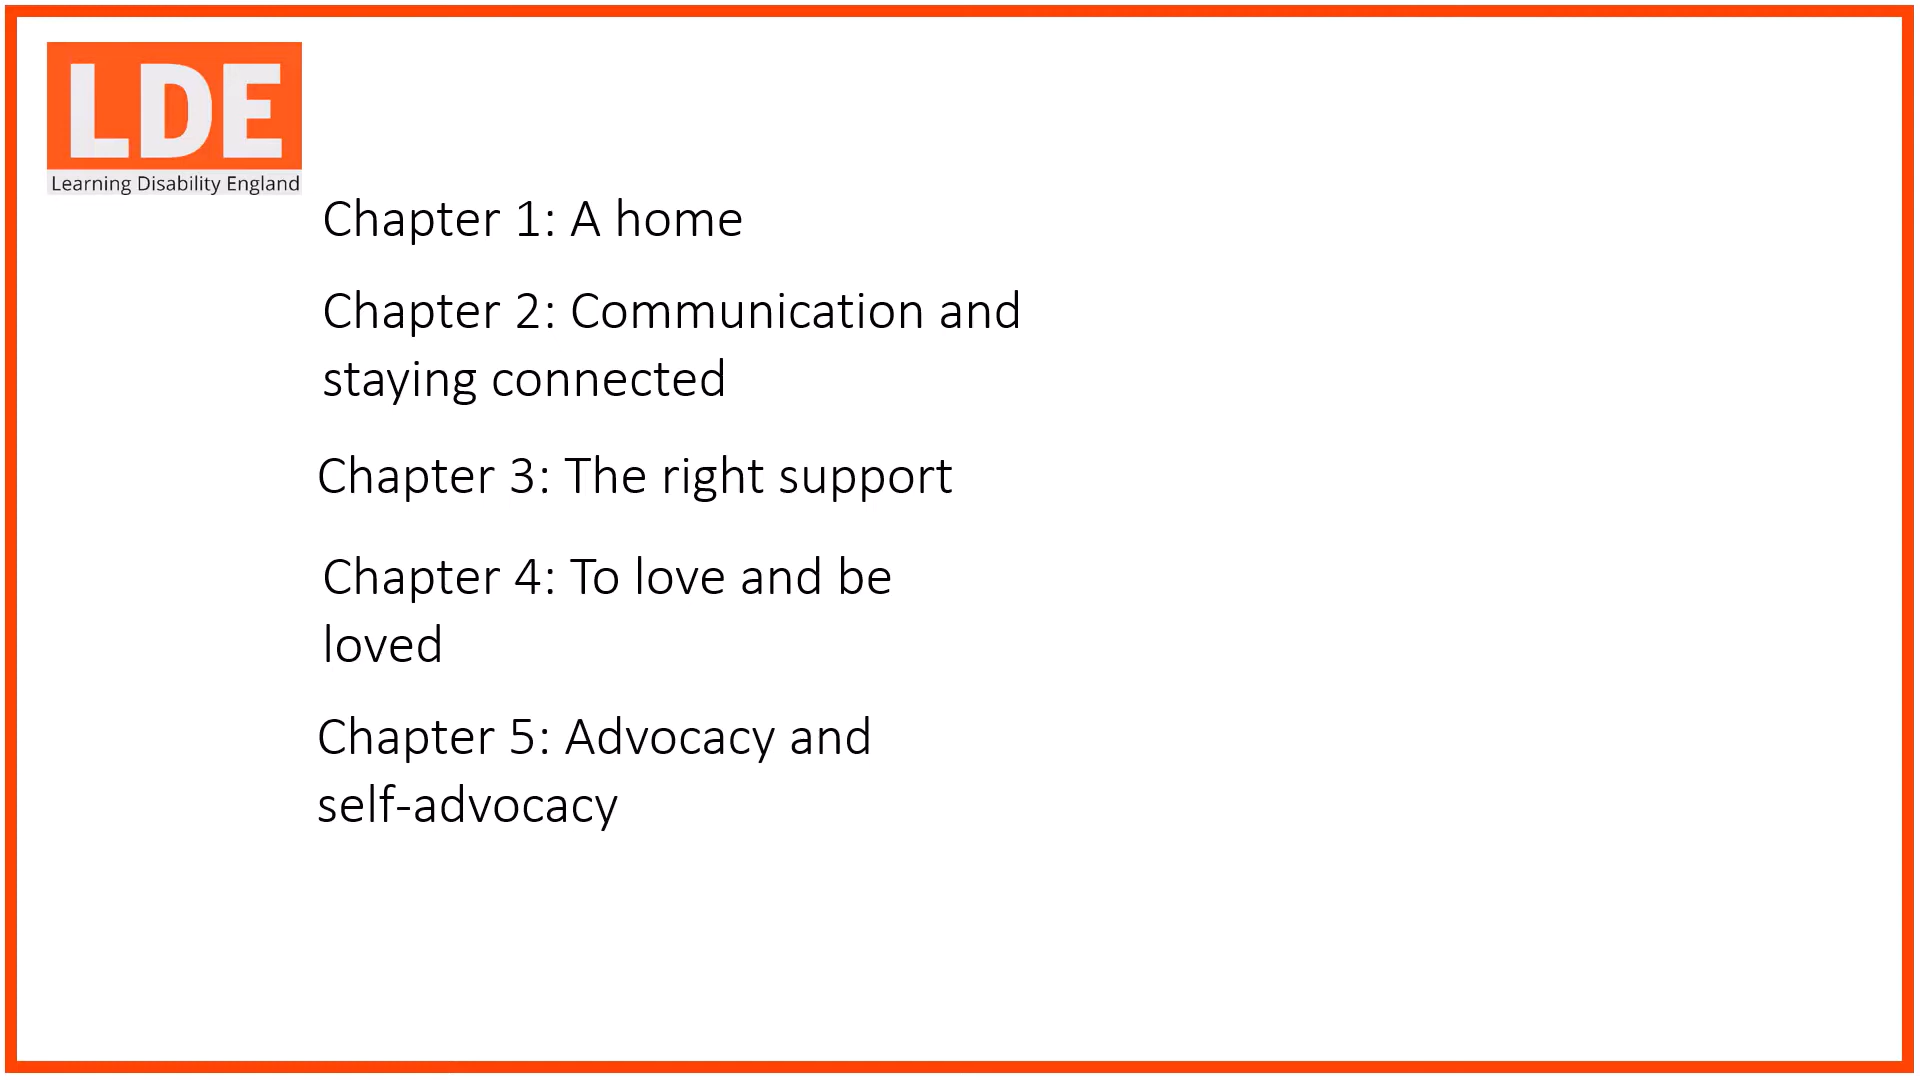 LDE
Learning Disability England
Chapter 1: A home
Chapter 2: Communication and
staying connected
Chapter 3: The right support
Chapter 4: To love and be
loved
Chapter 5: Advocacy and
self-advocacy